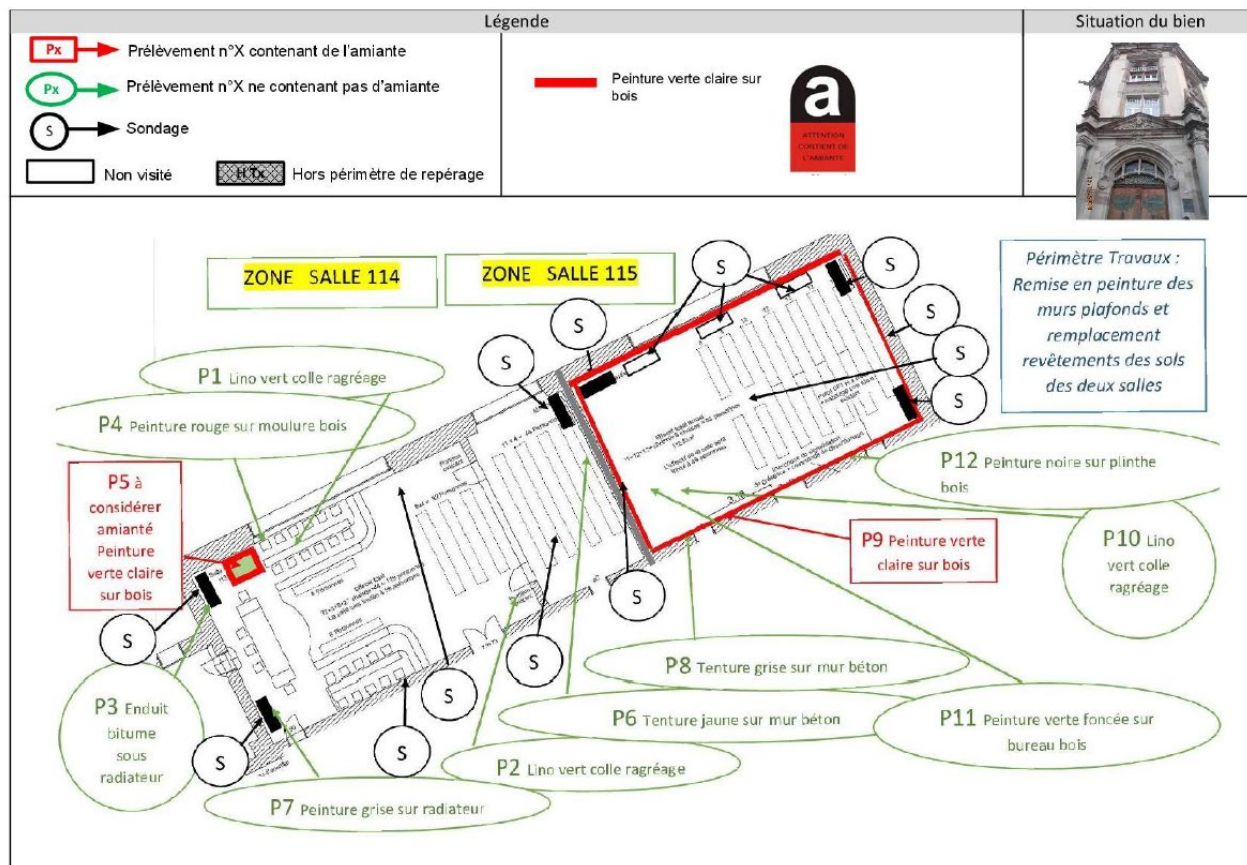 Légende
Situation du bien
Px
Prélèvement n°X contenant de l'amiante
Px
Prélèvement n°X ne contenant pas d'amiante
S
Sondage
Non visité
H Tx
Hors périmètre de repérage
Peinture verte claire sur
bois
a
ATTENTION
CONTIENT DE
L'AMIANTE
ZONE SALLE 114
ZONE SALLE 115
Périmètre Travaux :
Remise en peinture des
murs plafonds et
remplacement
revêtements des sols
des deux salles
S
S
S
S
S
S
S
P1 Lino vert colle ragréage
P4 Peinture rouge sur moulure bois
P5 à
considérer
amianté
Peinture
verte claire
sur bois
P12 Peinture noire sur plinthe
bois
P9 Peinture verte
claire sur bois
P10 Lino
vert colle
ragréage
S
S
S
S
S
S
P3 Enduit
bitume
sous
radiateur
P8 Tenture grise sur mur béton
P6 Tenture jaune sur mur béton
P11 Peinture verte foncée sur
bureau bois
P2 Lino vert colle ragréage
P7 Peinture grise sur radiateur